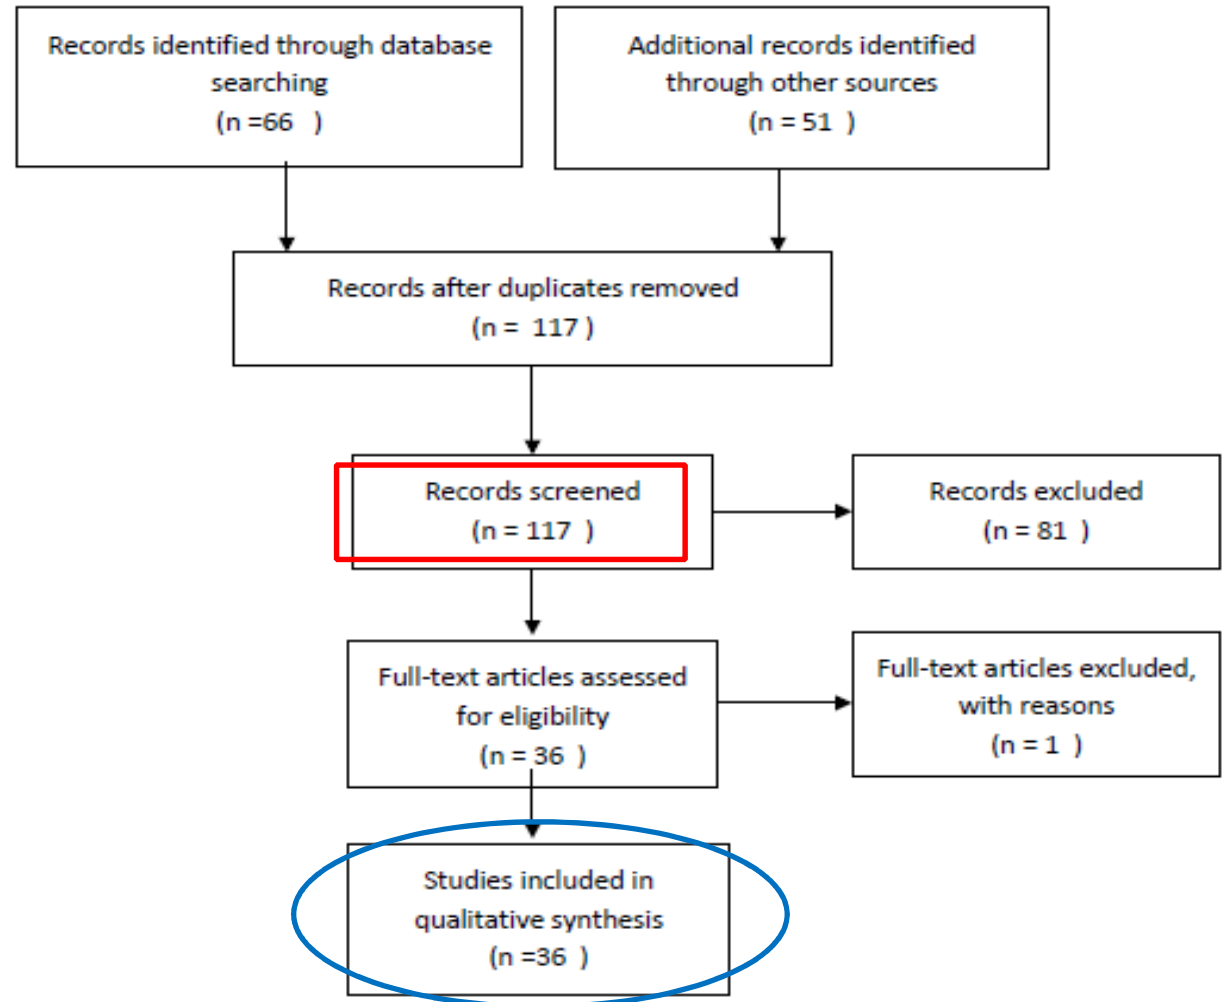 Records identified through database
searching
(n =66 )
Additional records identified
through other sources
(n = 51 )
Records after duplicates removed
(n = 117 )
Records screened
(n = 117 )
Records excluded
(n = 81 )
Full-text articles assessed
for eligibility
(n = 36 )
Full-text articles excluded,
with reasons
(n = 1 )
Studies included in
qualitative synthesis
(n =36 )